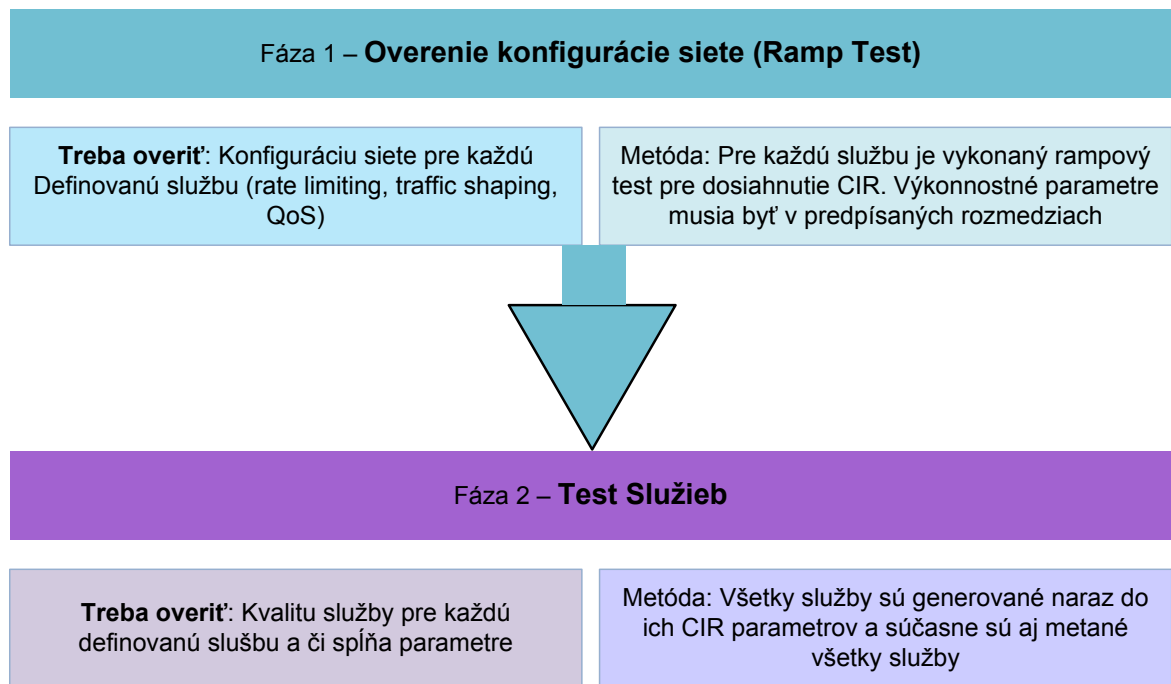 Fáza 1 – Overenie konfigurácie siete (Ramp Test)
Treba overiť: Konfiguráciu siete pre každú
Definovanú službu (rate limiting, traffic shaping,
QoS)
Metóda: Pre každú službu je vykonaný rampový
test pre dosiahnutie CIR. Výkonnostné parametre
musia byť v predpísaných rozmedziach
Fáza 2 – Test Služieb
Treba overiť: Kvalitu služby pre každú
definovanú slušbu a či spĺňa parametre
Metóda: Všetky služby sú generované naraz do
ich CIR parametrov a súčasne sú aj metané
všetky služby